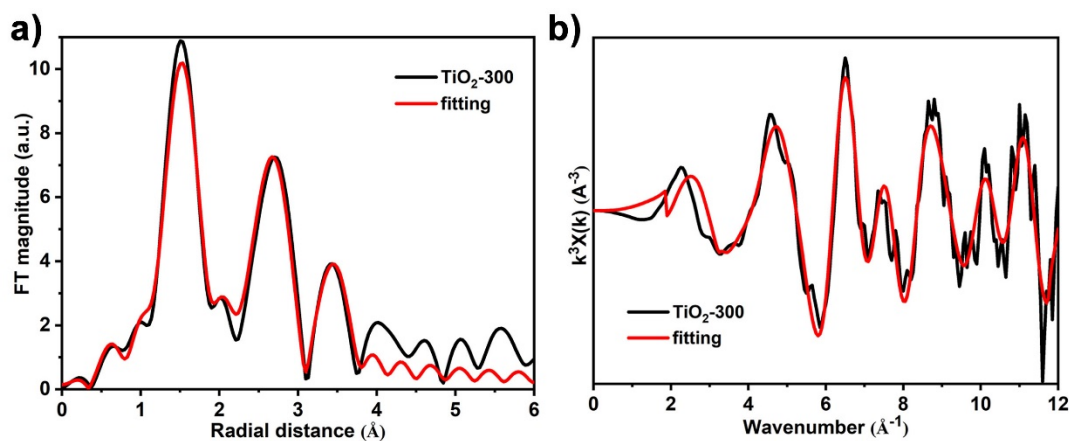 a)
FT magnitude (a.u.)
10
8
6
4
2
0
TiO₂-300
fitting
0 1 2 3 4 5 6
Radial distance (Å)
b)
k³X(k) (A⁻³)
TiO₂-300
fitting
0 2 4 6 8 10 12
Wavenumber (Å⁻¹)